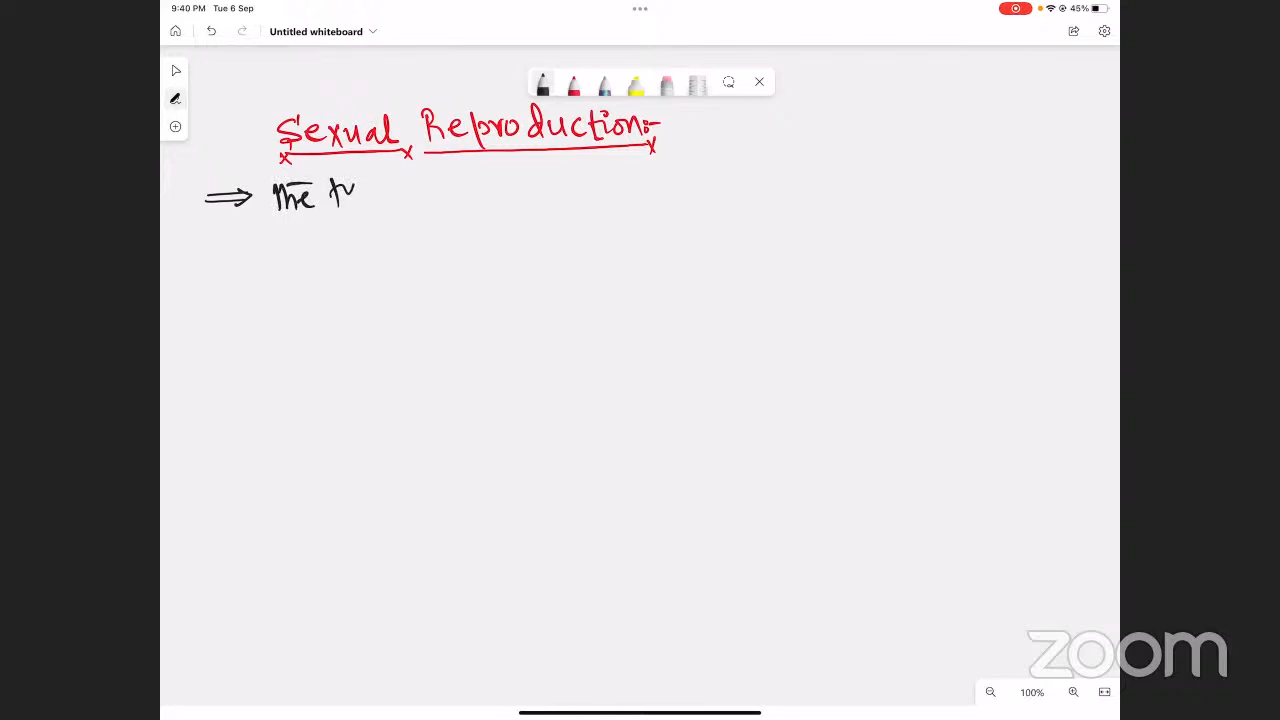 9:40 PM Tue 6 Sep
45%
Untitled whiteboard
Sexual Reproduction:-
⇒ The
zoom
100%